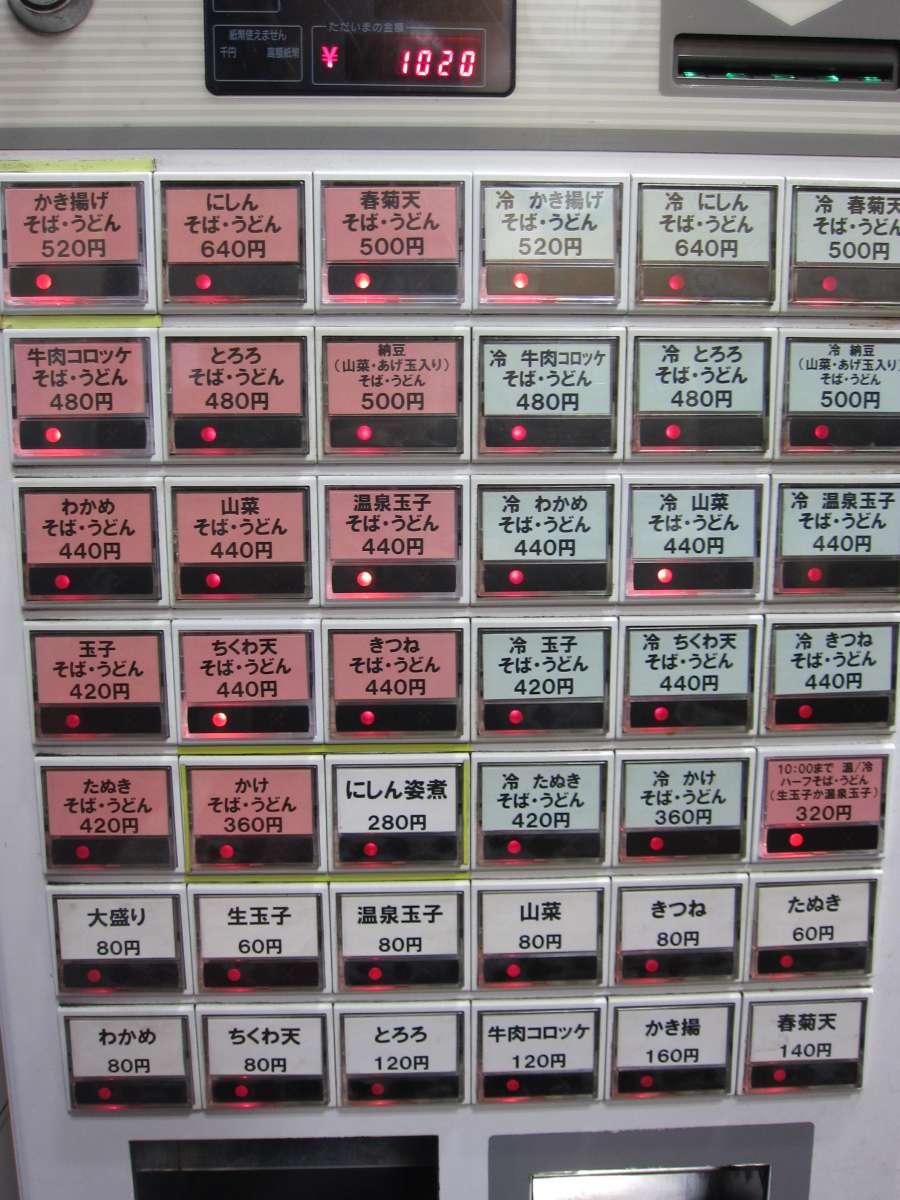 紙幣使えません
千円 高額紙幣
ただいまの金額
¥ 1020
かき揚げ
そば・うどん
520円
にしん
そば・うどん
640円
春菊天
そば・うどん
500円
冷 かき揚げ
そば・うどん
520円
冷 にしん
そば・うどん
640円
冷 春菊天
そば・うどん
500円
牛肉コロッケ
そば・うどん
480円
とろろ
そば・うどん
480円
納豆
(山菜・あげ玉入り)
そば・うどん
500円
冷 牛肉コロッケ
そば・うどん
480円
冷 とろろ
そば・うどん
480円
冷 納豆
(山菜・あげ玉入り)
そば・うどん
500円
わかめ
そば・うどん
440円
山菜
そば・うどん
440円
温泉玉子
そば・うどん
440円
冷 わかめ
そば・うどん
440円
冷 山菜
そば・うどん
440円
冷 温泉玉子
そば・うどん
440円
玉子
そば・うどん
420円
ちくわ天
そば・うどん
440円
きつね
そば・うどん
440円
冷 玉子
そば・うどん
420円
冷 ちくわ天
そば・うどん
440円
冷 きつね
そば・うどん
440円
たぬき
そば・うどん
420円
かけ
そば・うどん
360円
にしん姿煮
280円
冷 たぬき
そば・うどん
420円
冷 かけ
そば・うどん
360円
10:00まで 温/冷
ハーフそば・うどん
(生玉子か温泉玉子)
320円
大盛り
80円
生玉子
60円
温泉玉子
80円
山菜
80円
きつね
80円
たぬき
60円
わかめ
80円
ちくわ天
80円
とろろ
120円
牛肉コロッケ
120円
かき揚
160円
春菊天
140円